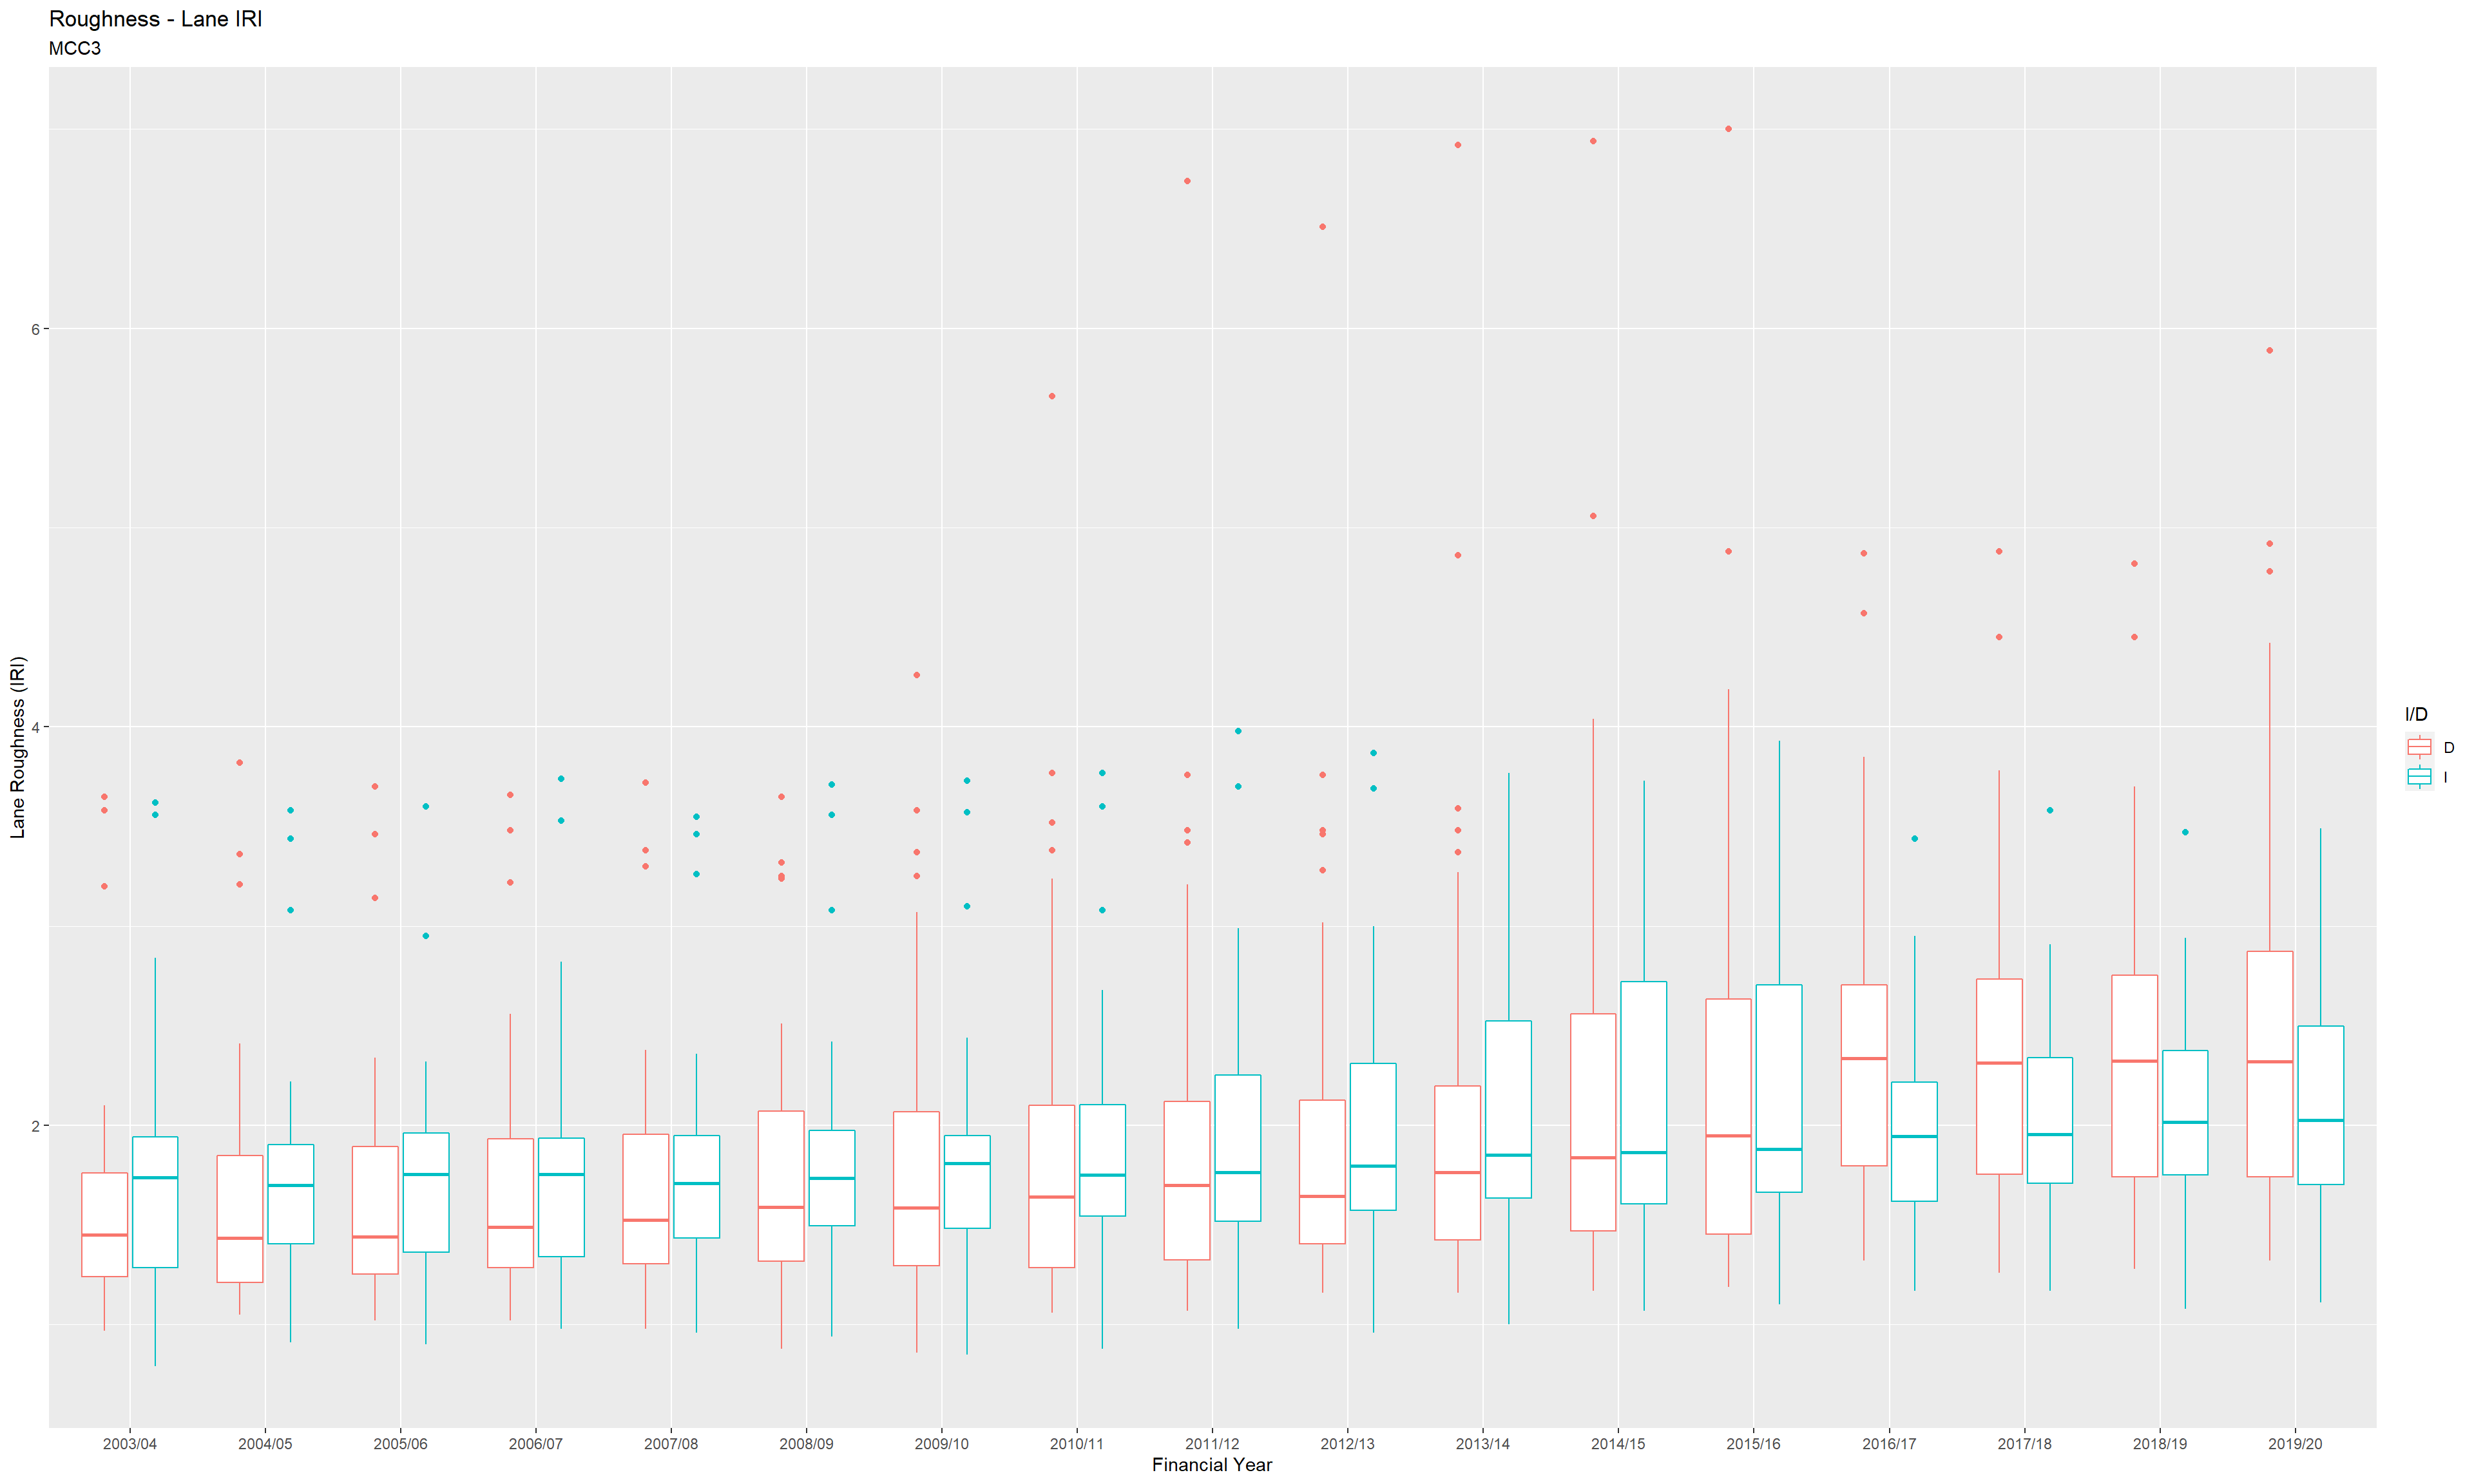 Roughness - Lane IRI
MCC3
Lane Roughness (IRI)
6
4
2
2003/04 2004/05 2005/06 2006/07 2007/08 2008/09 2009/10 2010/11 2011/12 2012/13 2013/14 2014/15 2015/16 2016/17 2017/18 2018/19 2019/20
Financial Year
I/D
D
I